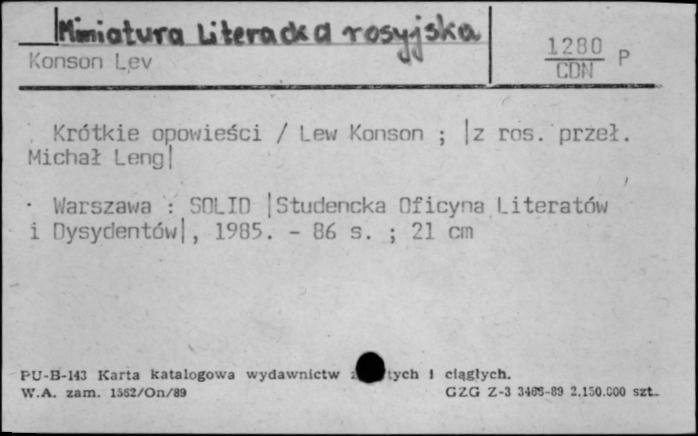 Miniatura Literacka rosyjska
Konson Lev
1280 P
CDN
Krótkie opowieści / Lew Konson ; |z ros. przeł.
Michał Leng|
· Warszawa : SOLID |Studencka Oficyna Literatów
i Dysydentów|, 1985. - 86 s. ; 21 cm
PU-B-143 Karta katalogowa wydawnictw i ciągłych.
W.A. zam. 1562/On/89 GZG Z-3 3468-89 2.150.000 szt.